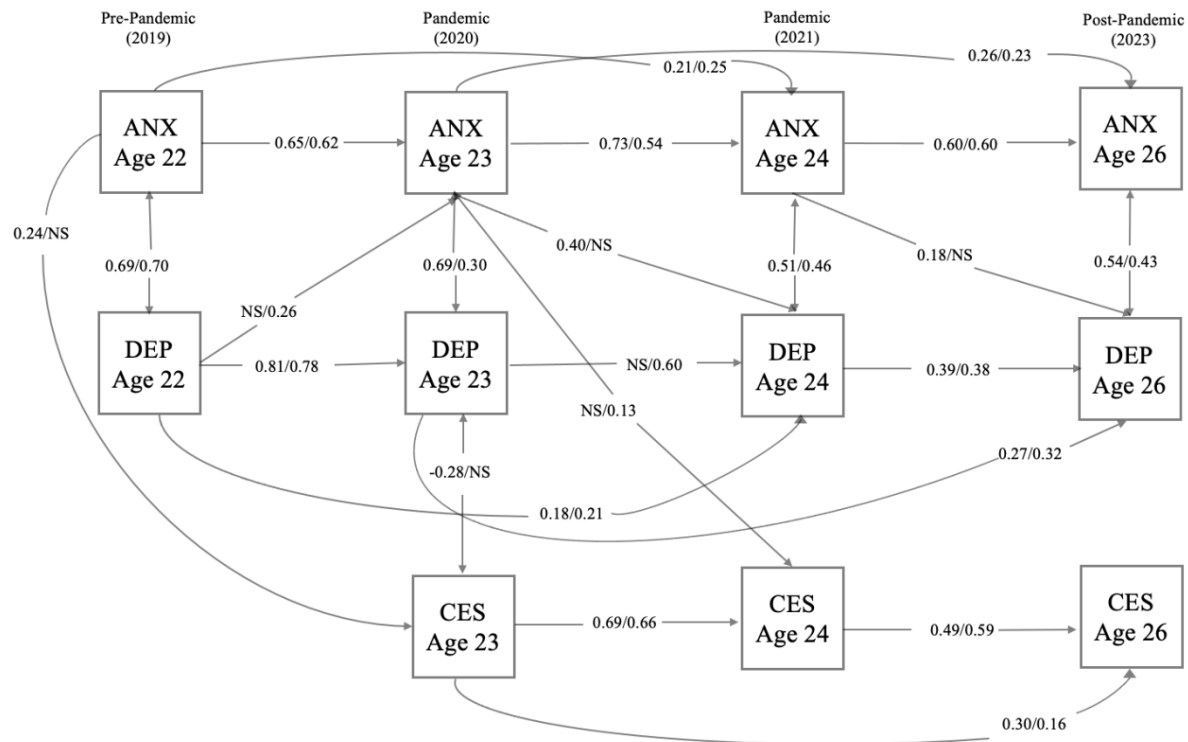 Pre-Pandemic
(2019)
Pandemic
(2020)
Pandemic
(2021)
Post-Pandemic
(2023)
0.21/0.25
0.26/0.23
ANX
Age 22
0.65/0.62
ANX
Age 23
0.73/0.54
ANX
Age 24
0.60/0.60
ANX
Age 26
0.24/NS
0.69/0.70
NS/0.26
0.69/0.30
0.40/NS
0.51/0.46
0.18/NS
0.54/0.43
DEP
Age 22
0.81/0.78
DEP
Age 23
NS/0.60
DEP
Age 24
0.39/0.38
DEP
Age 26
NS/0.13
-0.28/NS
0.27/0.32
0.18/0.21
CES
Age 23
0.69/0.66
CES
Age 24
0.49/0.59
CES
Age 26
0.30/0.16